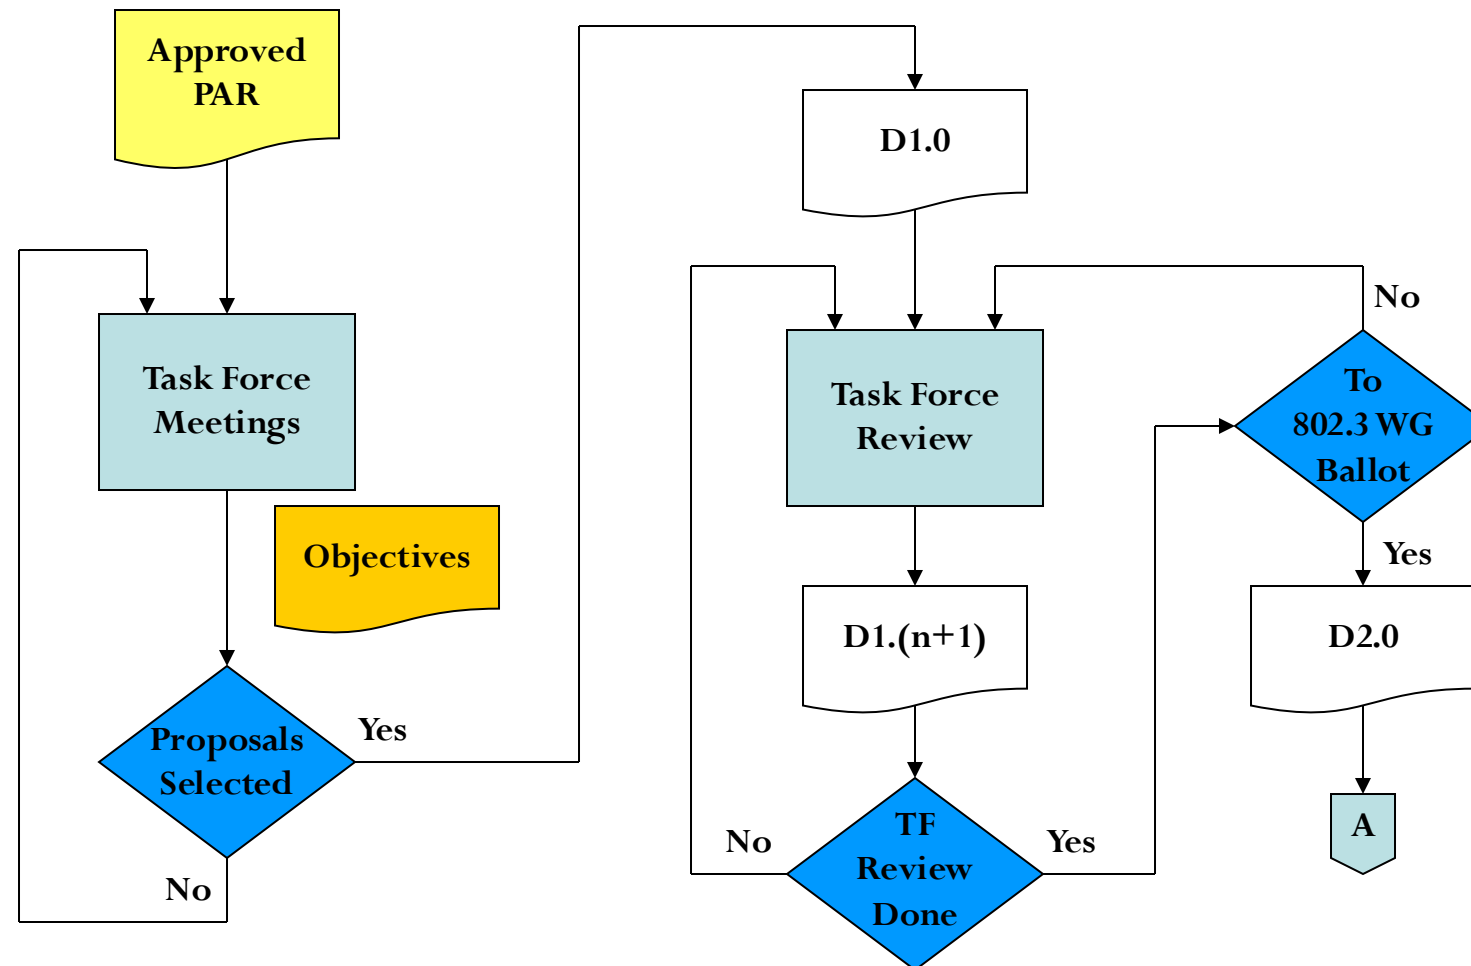 Approved
PAR
Task Force
Meetings
Objectives
Proposals
Selected
Yes
No
D1.0
Task Force
Review
D1.(n+1)
TF
Review
Done
No
Yes
No
To
802.3 WG
Ballot
Yes
D2.0
A